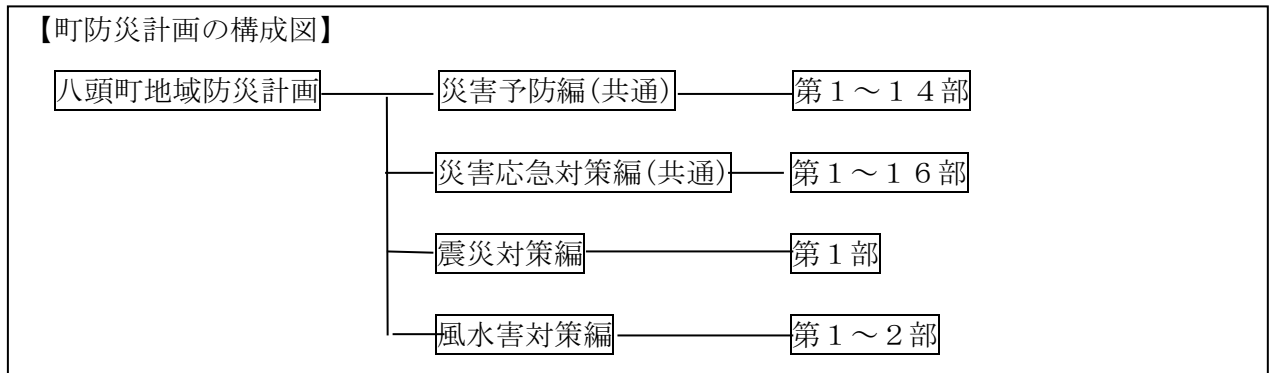 【町防災計画の構成図】
八頭町地域防災計画 災害予防編(共通) 第1～14部
災害応急対策編(共通) 第1～16部
震災対策編 第1部
風水害対策編 第1～2部